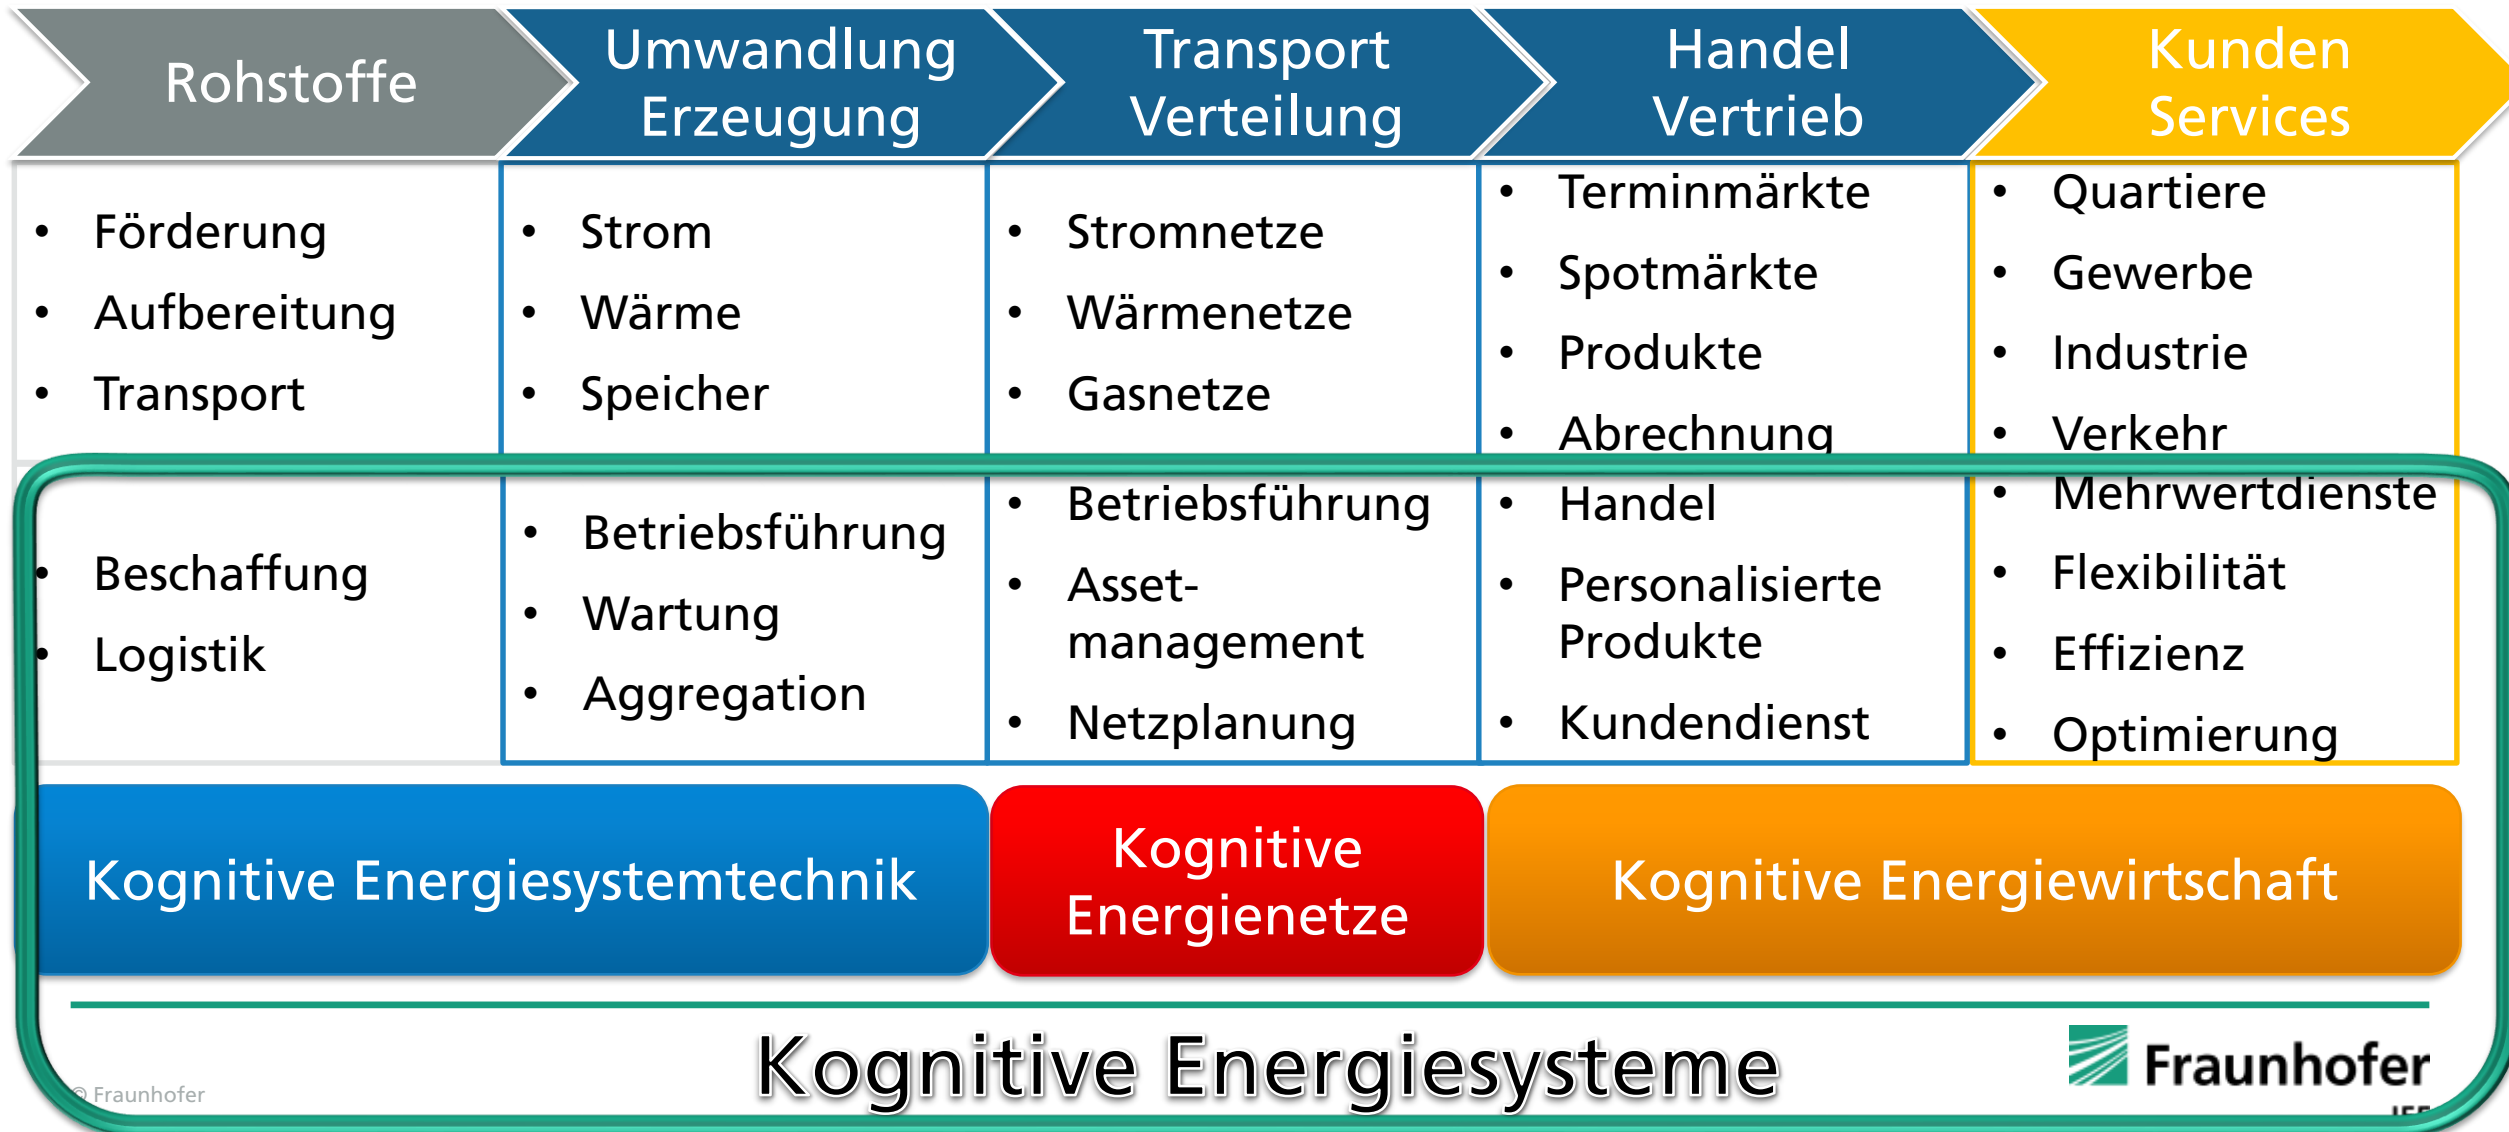 Rohstoffe
Umwandlung
Erzeugung
Transport
Verteilung
Handel
Vertrieb
Kunden
Services
• Förderung
• Aufbereitung
• Transport
• Strom
• Wärme
• Speicher
• Stromnetze
• Wärmenetze
• Gasnetze
• Terminmärkte
• Spotmärkte
• Produkte
• Abrechnung
• Quartiere
• Gewerbe
• Industrie
• Verkehr
• Beschaffung
• Logistik
• Betriebsführung
• Wartung
• Aggregation
• Betriebsführung
• Asset-
management
• Netzplanung
• Handel
• Personalisierte
Produkte
• Kundendienst
• Mehrwertdienste
• Flexibilität
• Effizienz
• Optimierung
Kognitive Energiesystemtechnik
Kognitive
Energienetze
Kognitive Energiewirtschaft
Kognitive Energiesysteme
© Fraunhofer
Fraunhofer